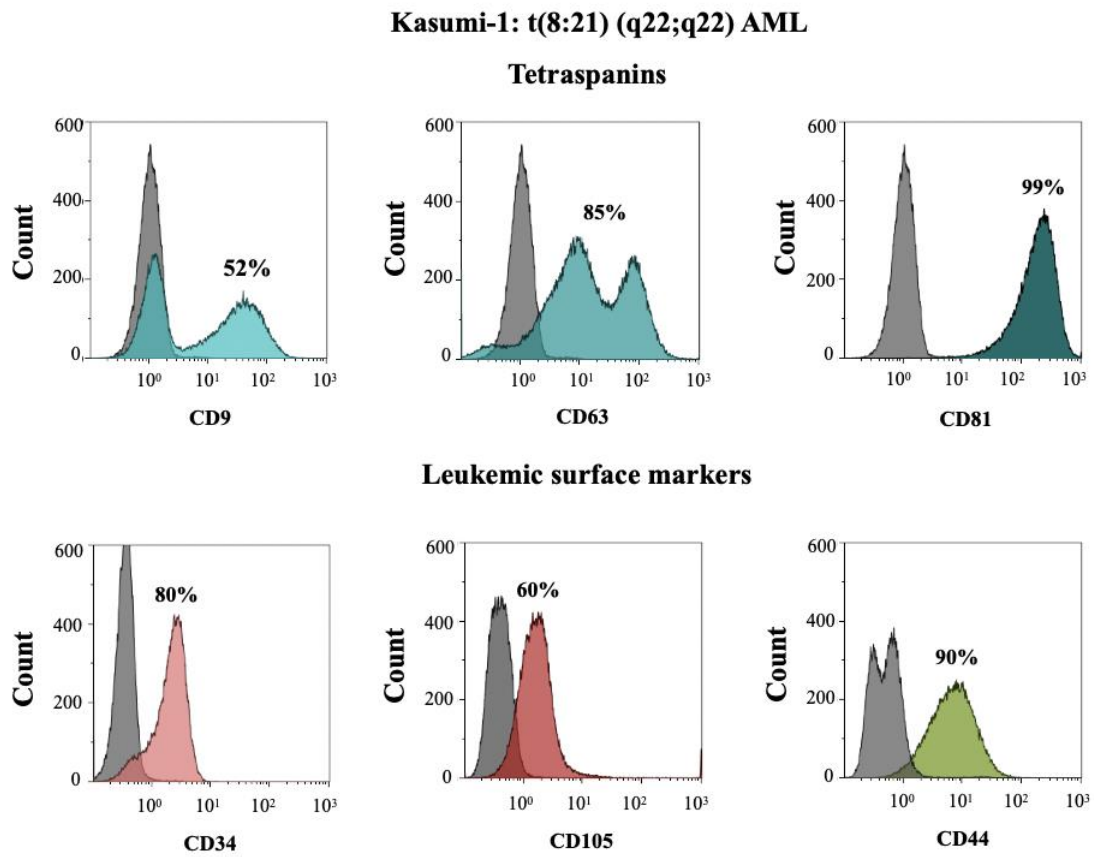 Kasumi-1: t(8:21) (q22;q22) AML
Tetraspanins
600
400
200
0
Count
52%
10⁰ 10¹ 10² 10³
CD9
600
400
200
0
Count
85%
10⁰ 10¹ 10² 10³
CD63
600
400
200
0
Count
99%
10⁰ 10¹ 10² 10³
CD81
Leukemic surface markers
600
400
200
0
Count
80%
10⁰ 10¹ 10² 10³
CD34
600
400
200
0
Count
60%
10⁰ 10¹ 10² 10³
CD105
600
400
200
0
Count
90%
10⁰ 10¹ 10² 10³
CD44